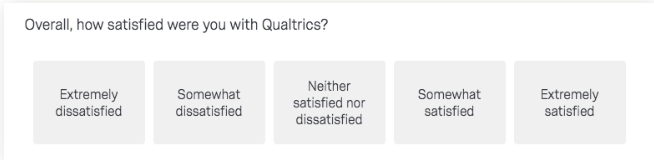 Overall, how satisfied were you with Qualtrics?
Extremely
dissatisfied
Somewhat
dissatisfied
Neither
satisfied nor
dissatisfied
Somewhat
satisfied
Extremely
satisfied